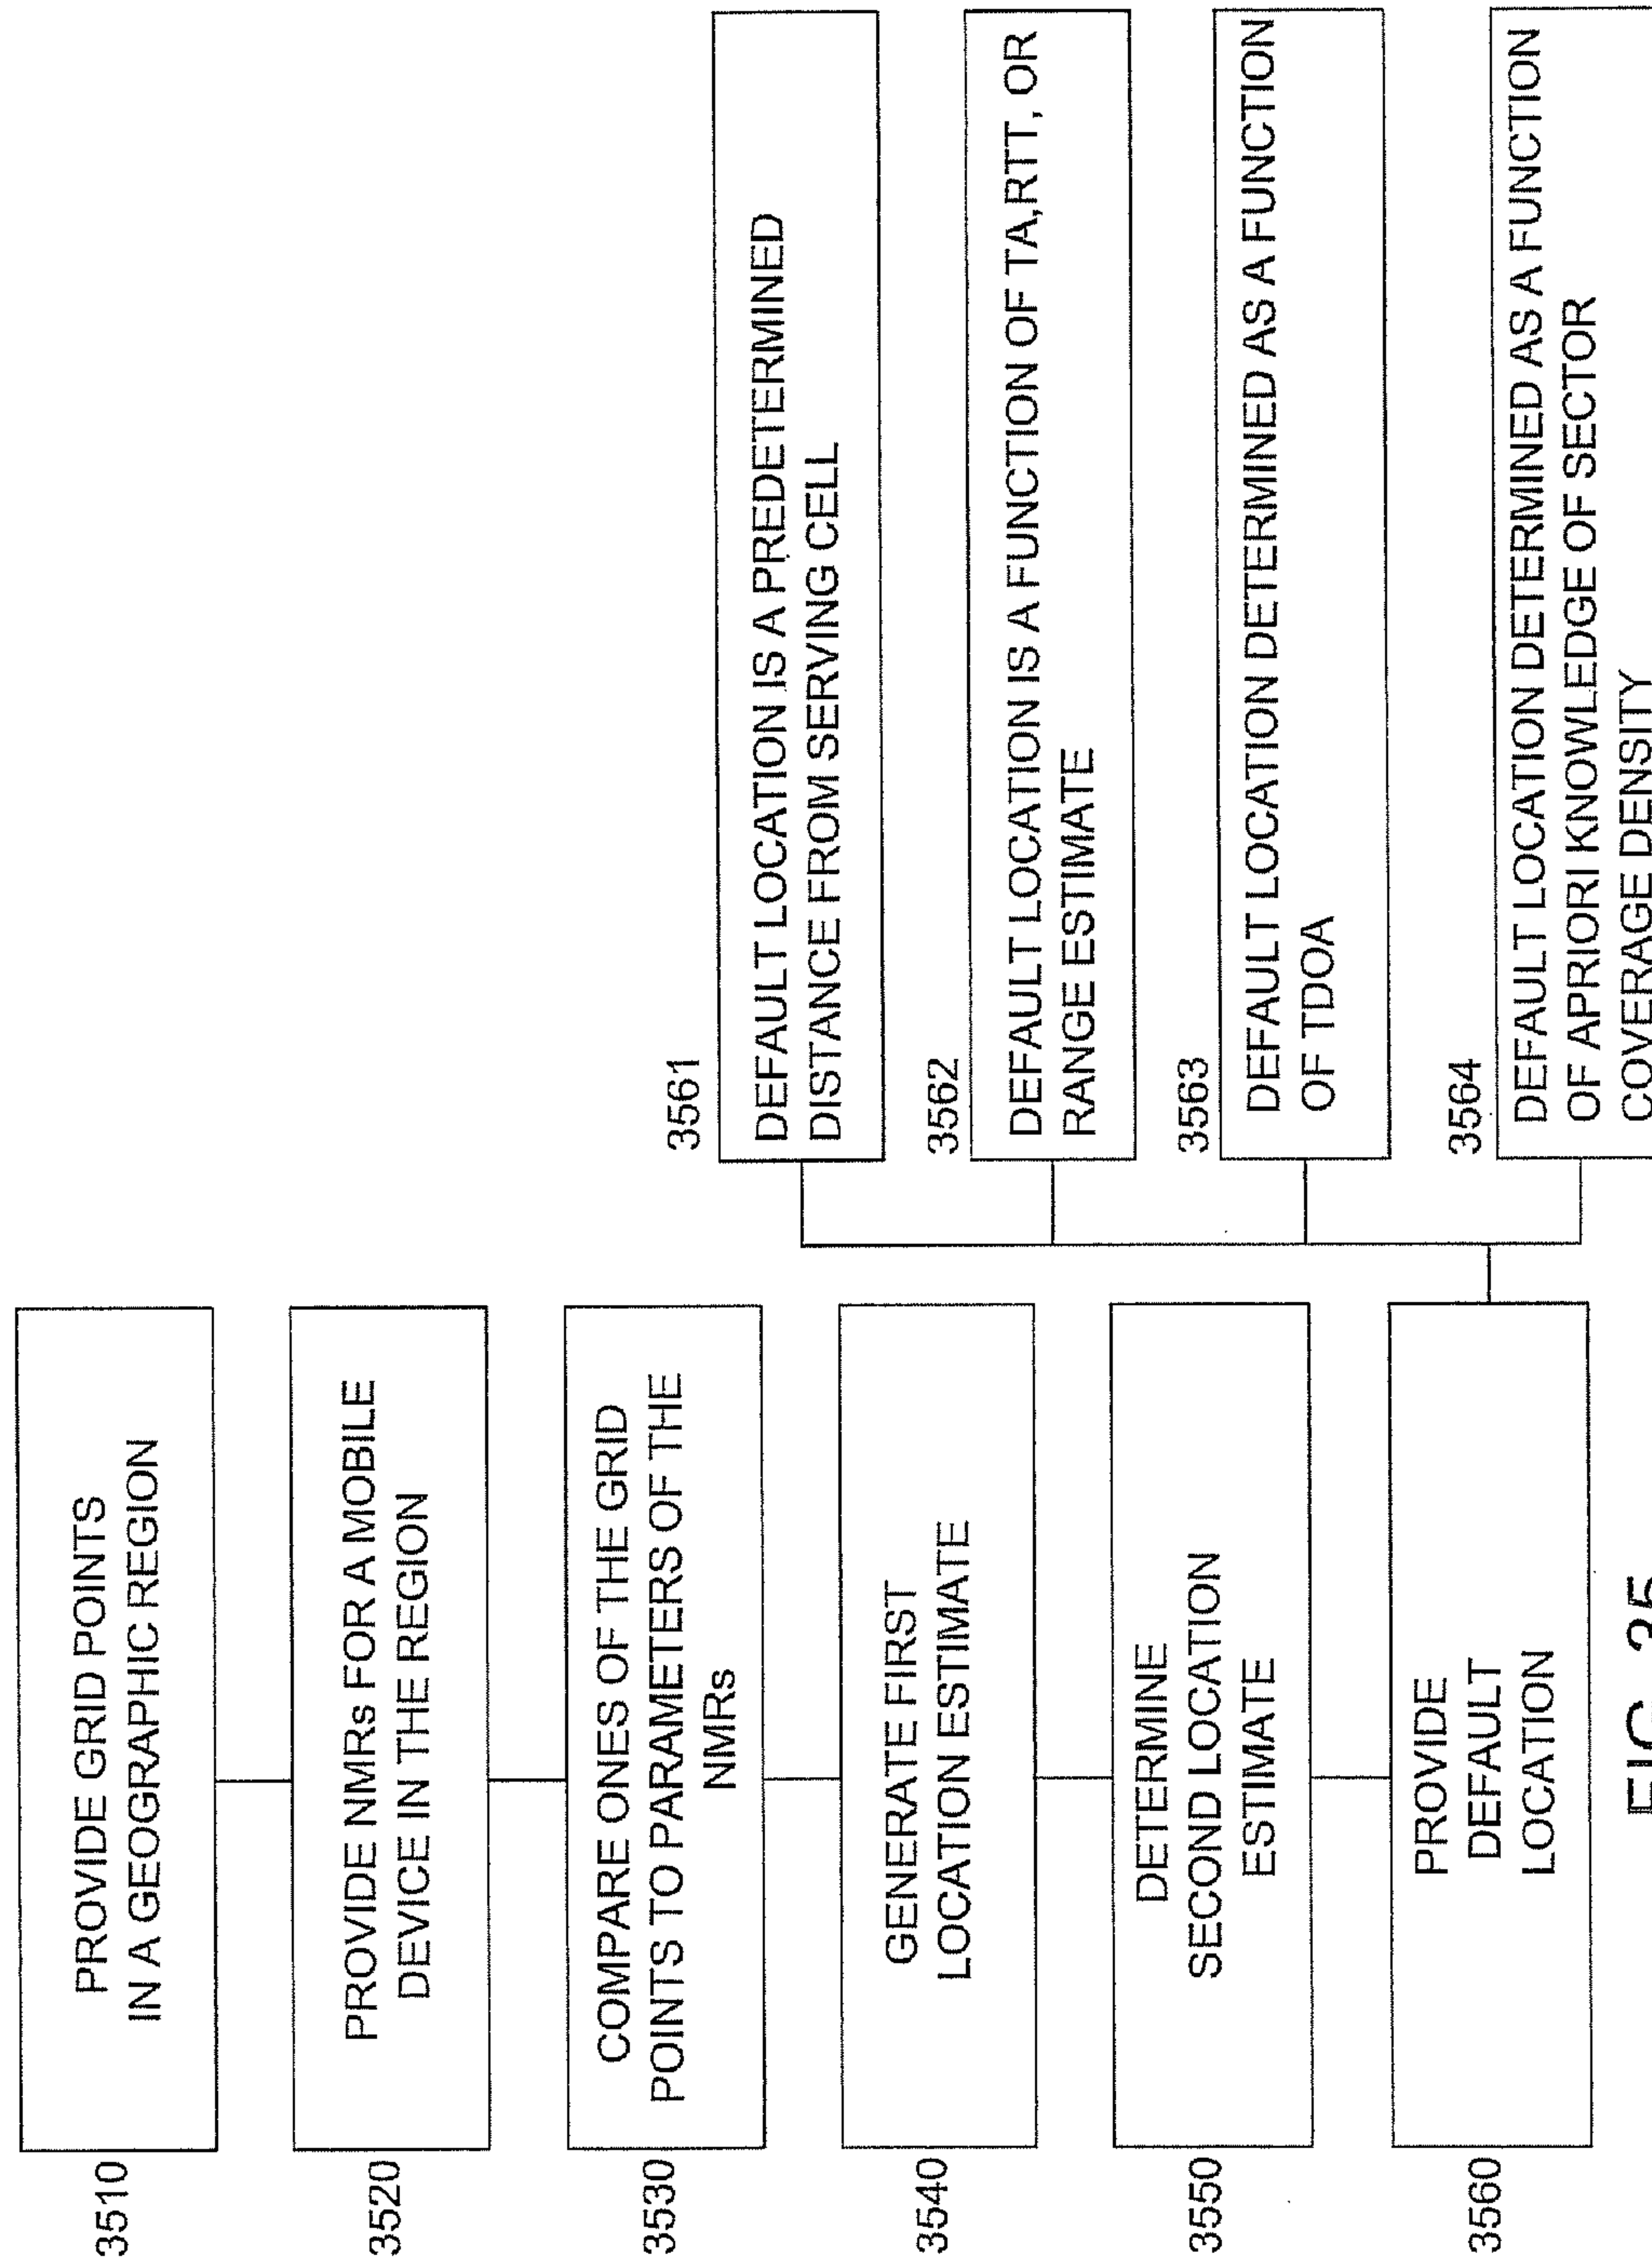 3510
PROVIDE GRID POINTS
IN A GEOGRAPHIC REGION
3520
PROVIDE NMRs FOR A MOBILE
DEVICE IN THE REGION
3530
COMPARE ONES OF THE GRID
POINTS TO PARAMETERS OF THE
NMRs
3540
GENERATE FIRST
LOCATION ESTIMATE
3550
DETERMINE
SECOND LOCATION
ESTIMATE
3560
PROVIDE
DEFAULT
LOCATION
3561
DEFAULT LOCATION IS A PREDETERMINED
DISTANCE FROM SERVING CELL
3562
DEFAULT LOCATION IS A FUNCTION OF TA,RTT, OR
RANGE ESTIMATE
3563
DEFAULT LOCATION DETERMINED AS A FUNCTION
OF TDOA
3564
DEFAULT LOCATION DETERMINED AS A FUNCTION
OF APRIORI KNOWLEDGE OF SECTOR
COVERAGE DENSITY
FIG. 35